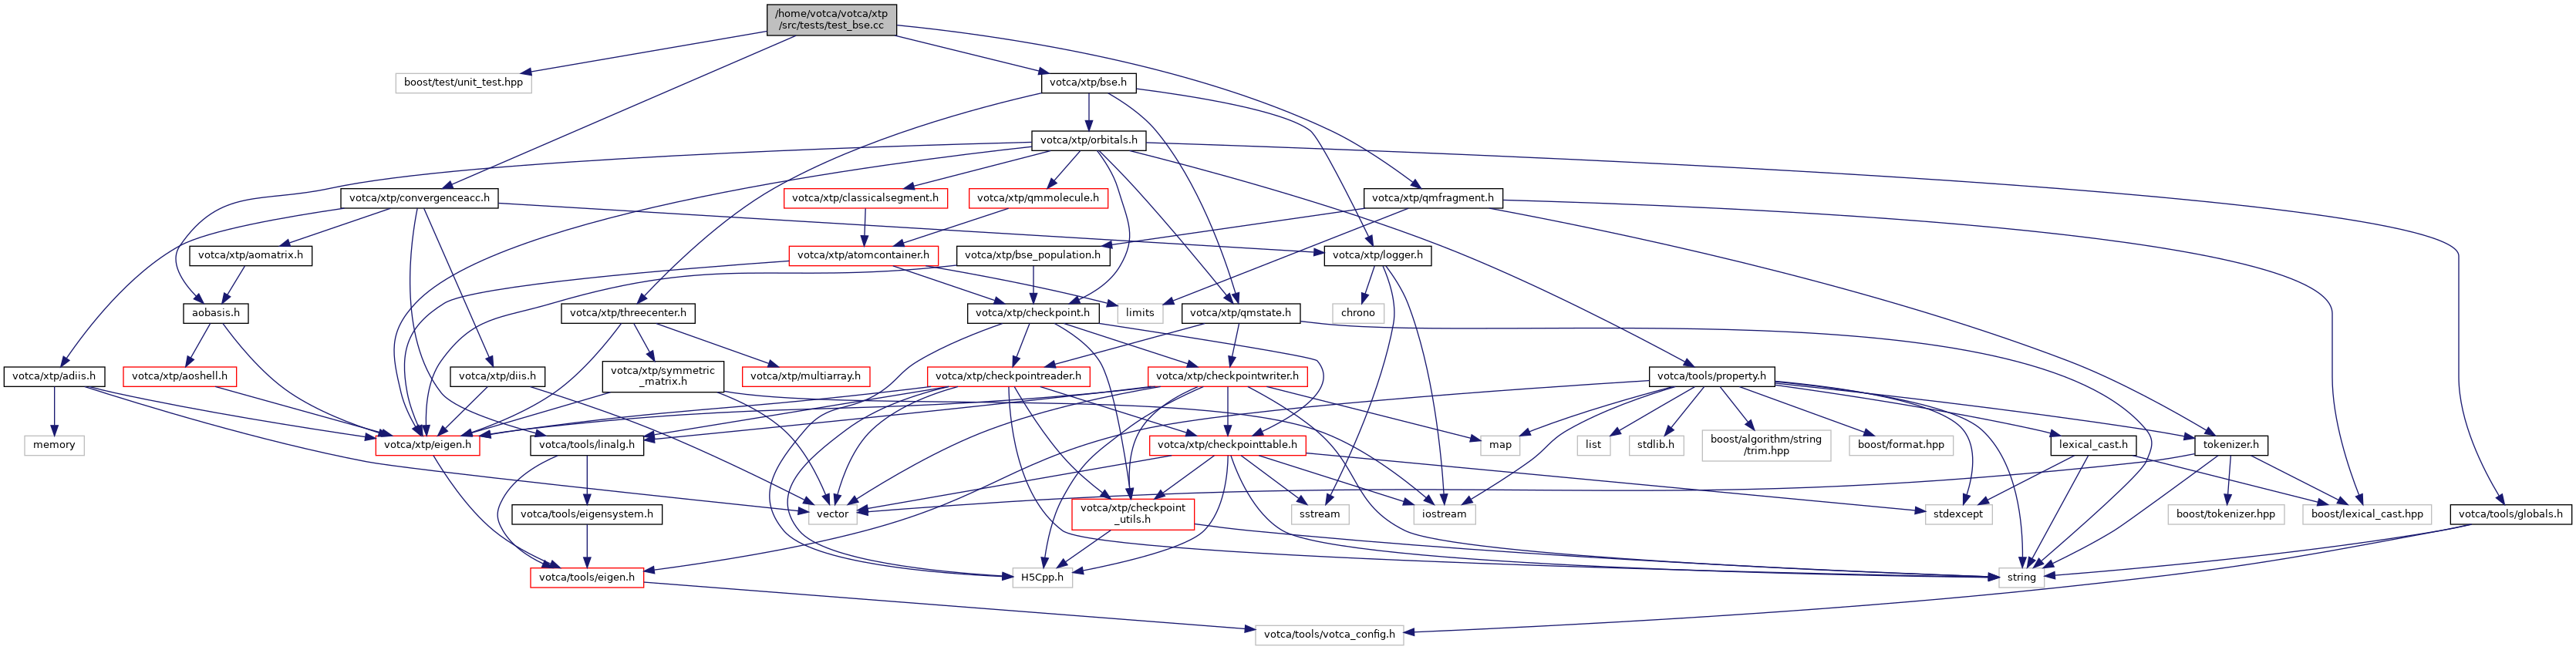 /home/votca/votca/xtp
/src/tests/test_bse.cc
boost/test/unit_test.hpp
votca/xtp/bse.h
votca/xtp/orbitals.h
votca/xtp/convergenceacc.h
votca/xtp/classicalsegment.h
votca/xtp/qmmolecule.h
votca/xtp/qmfragment.h
votca/xtp/aomatrix.h
votca/xtp/atomcontainer.h
votca/xtp/bse_population.h
votca/xtp/logger.h
aobasis.h
votca/xtp/threecenter.h
votca/xtp/checkpoint.h
limits
votca/xtp/qmstate.h
chrono
votca/xtp/adiis.h
votca/xtp/aoshell.h
votca/xtp/diis.h
votca/xtp/symmetric
_matrix.h
votca/xtp/multiarray.h
votca/xtp/checkpointreader.h
votca/xtp/checkpointwriter.h
votca/tools/property.h
memory
votca/xtp/eigen.h
votca/tools/linalg.h
votca/xtp/checkpointtable.h
map
list
stdlib.h
boost/algorithm/string
/trim.hpp
boost/format.hpp
lexical_cast.h
tokenizer.h
votca/tools/eigensystem.h
vector
votca/xtp/checkpoint
_utils.h
sstream
iostream
stdexcept
boost/tokenizer.hpp
boost/lexical_cast.hpp
votca/tools/globals.h
votca/tools/eigen.h
H5Cpp.h
string
votca/tools/votca_config.h